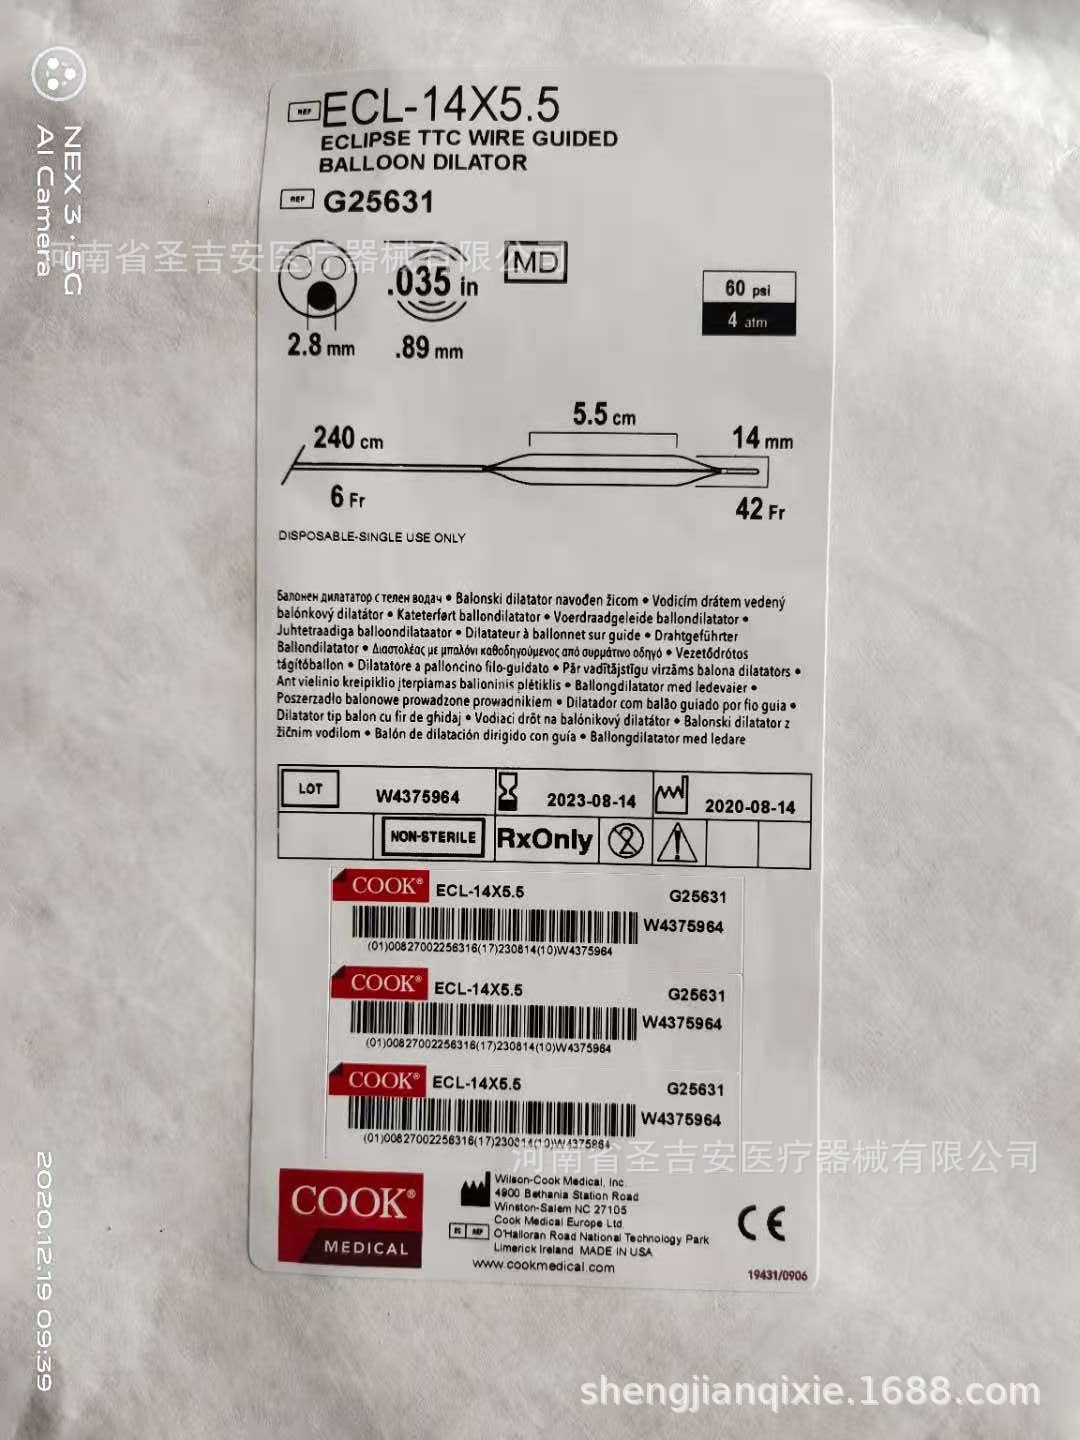 REF ECL-14X5.5
ECLIPSE TTC WIRE GUIDED
BALLOON DILATOR
REF G25631
河南省圣吉安医疗器械有限公
.035 in
MD
60 psi
4 atm
2.8 mm
.89 mm
5.5 cm
240 cm
14 mm
6 Fr
42 Fr
DISPOSABLE-SINGLE USE ONLY
Балонен дилататор с телен водач • Balonski dilatator navođen žicom • Vodicím drátem vedený
balónkový dilatátor • Kateterført ballondilatator • Voerdraadgeleide ballondilatator •
Juhtetraadiga balloondilataator • Dilatateur à ballonnet sur guide • Drahtgeführter
Ballondilatator • Διαστολέας με μπαλόνι καθοδηγούμενος από συρμάτινο οδηγό • Vezetődrótos
tágítóballon • Dilatatore a palloncino filo-guidato • Pār vadītājstīgu virzāms balona dilatators •
Ant vielinio kreipiklio įterpiamas balioninis plėtiklis • Ballongdilatator med ledevaier •
Poszerzadło balonowe prowadzone prowadnikiem • Dilatador com balão guiado por fio guia •
Dilatator tip balon cu fir de ghidaj • Vodiaci drôt na balónikový dilatátor • Balonski dilatator z
žičnim vodilom • Balón de dilatación dirigido con guía • Ballongdilatator med ledare
LOT W4375964 2023-08-14 2020-08-14
NON-STERILE RxOnly
COOK® ECL-14X5.5 G25631
W4375964
(01)00827002256316(17)230814(10)W4375964
COOK® ECL-14X5.5 G25631
W4375964
(01)00827002256316(17)230814(10)W4375964
COOK® ECL-14X5.5 G25631
W4375964
(01)00827002256316(17)230814(10)W4375964
河南省圣吉安医疗器械有限公司
COOK®
MEDICAL
Wilson-Cook Medical, Inc.
4900 Bethania Station Road
Winston-Salem NC 27105
EC REP Cook Medical Europe Ltd
O'Halloran Road National Technology Park
Limerick Ireland MADE IN USA
www.cookmedical.com
CE
19431/0906
NEX 3·5G
AI Camera
2020.12.19 09:39
shengjianqixie.1688.com